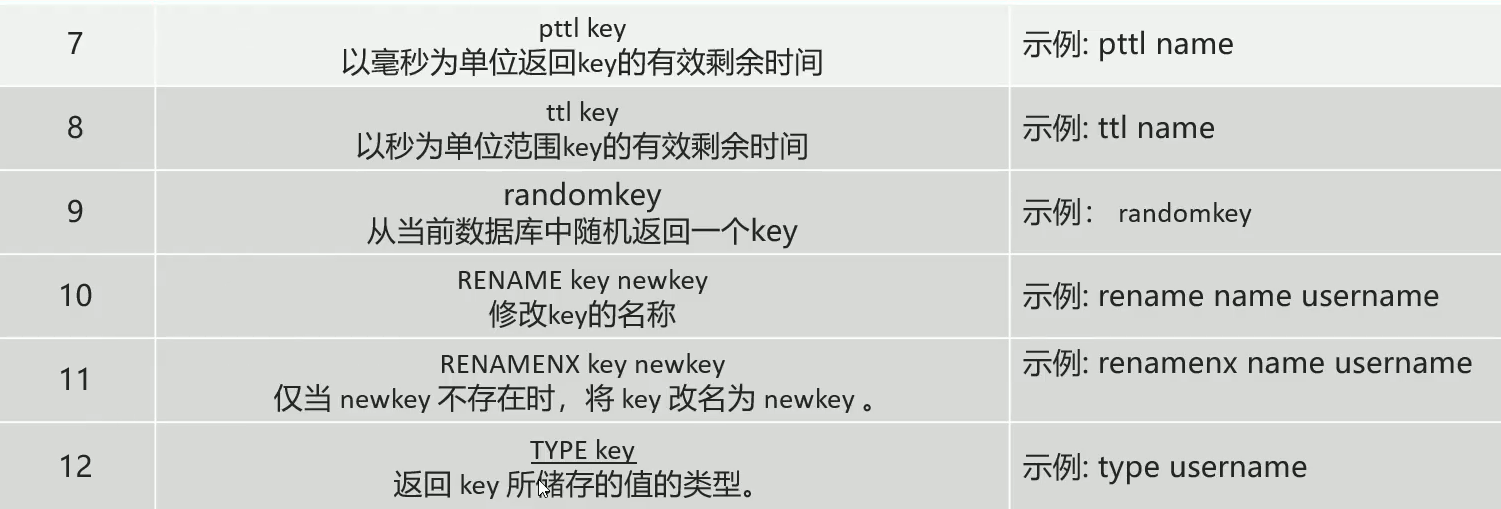 7
pttl key
以毫秒为单位返回key的有效剩余时间
示例: pttl name
8
ttl key
以秒为单位范围key的有效剩余时间
示例: ttl name
9
randomkey
从当前数据库中随机返回一个key
示例： randomkey
10
RENAME key newkey
修改key的名称
示例: rename name username
11
RENAMENX key newkey
仅当 newkey 不存在时，将 key 改名为 newkey 。
示例: renamenx name username
12
TYPE key
返回 key 所储存的值的类型。
示例: type username